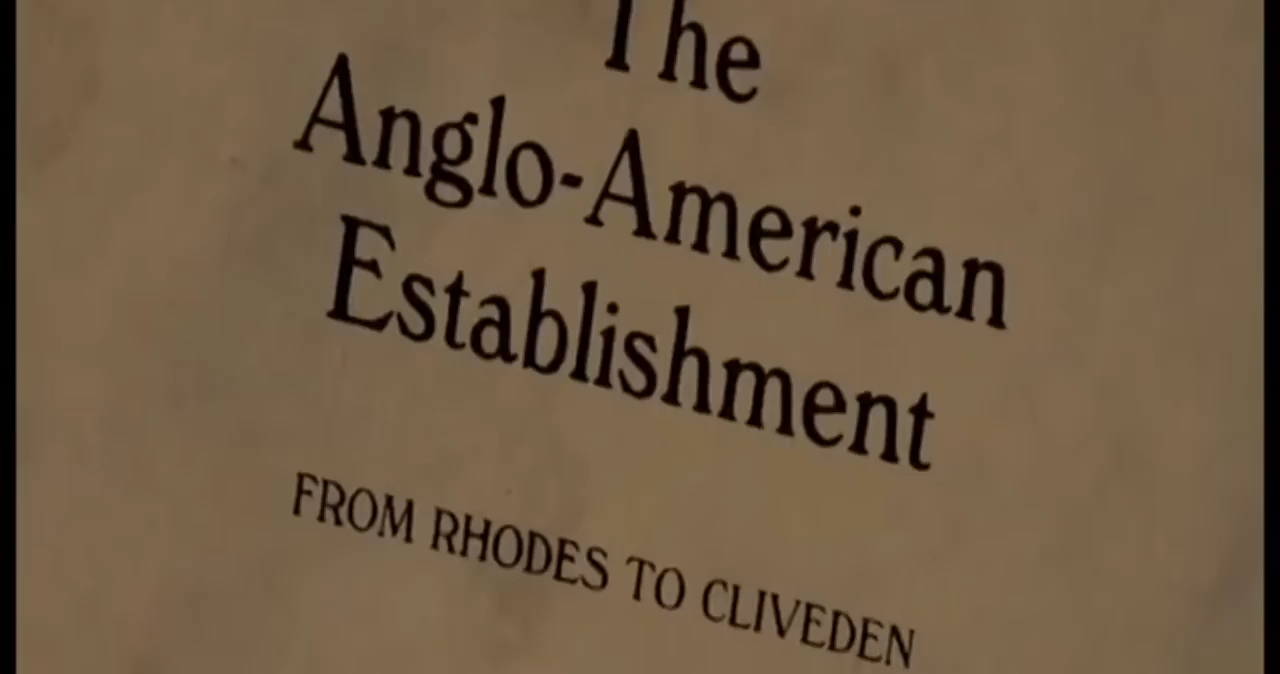 The
Anglo-American
Establishment
FROM RHODES TO CLIVEDEN